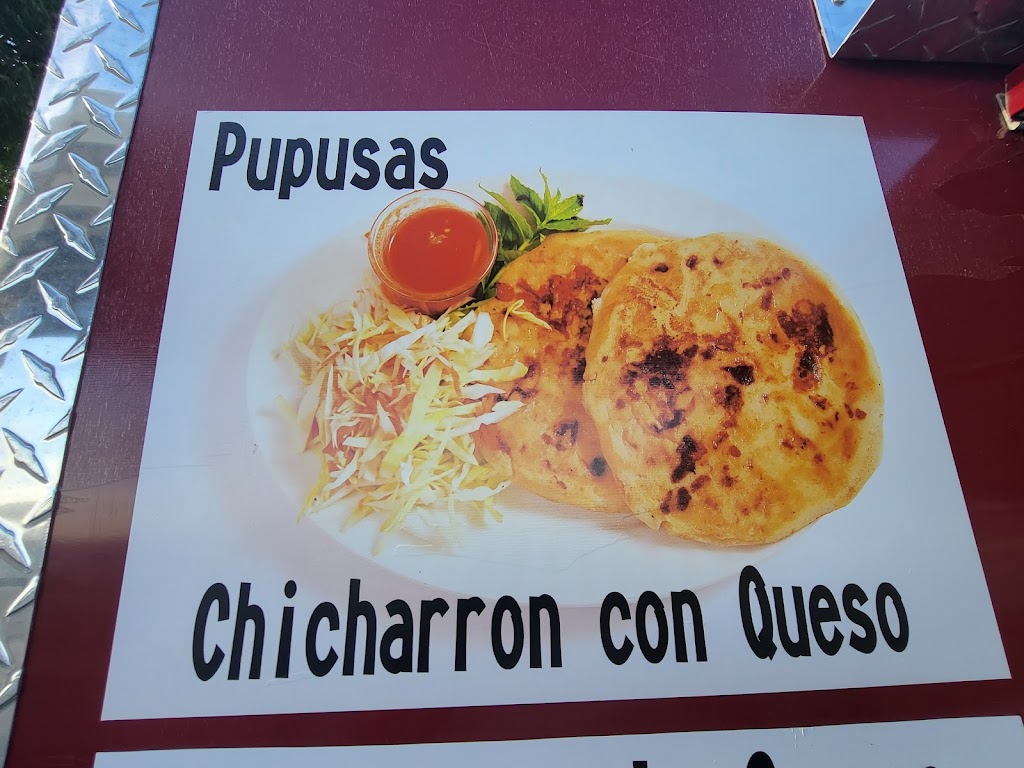 Pupusas
Chicharron con Queso